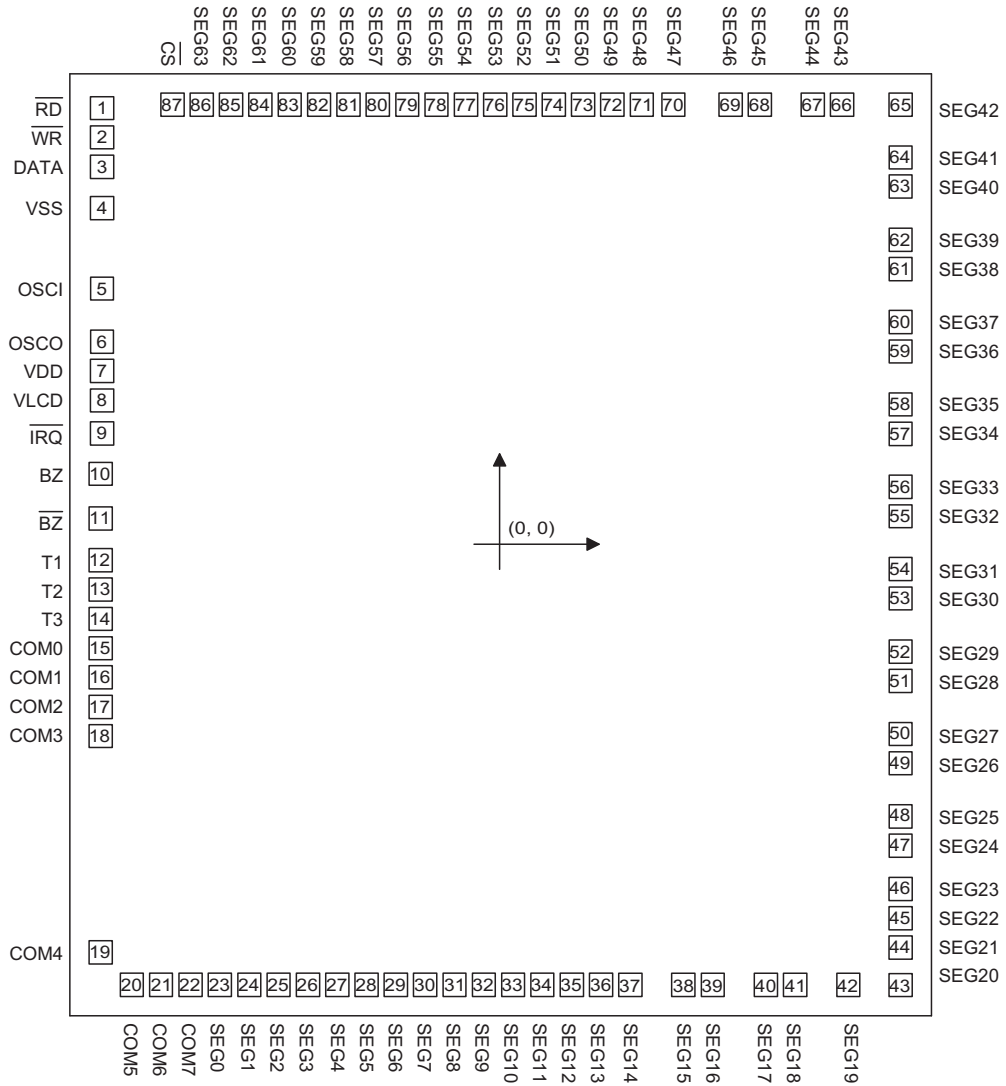 CS SEG63 SEG62 SEG61 SEG60 SEG59 SEG58 SEG57 SEG56 SEG55 SEG54 SEG53 SEG52 SEG51 SEG50 SEG49 SEG48 SEG47 SEG46 SEG45 SEG44 SEG43
87 86 85 84 83 82 81 80 79 78 77 76 75 74 73 72 71 70 69 68 67 66
RD 1 65 SEG42
WR 2
DATA 3 64 SEG41
63 SEG40
VSS 4
62 SEG39
61 SEG38
OSCI 5
60 SEG37
OSCO 6
59 SEG36
VDD 7
VLCD 8 58 SEG35
IRQ 9 57 SEG34
BZ 10
56 SEG33
BZ 11 55 SEG32
(0, 0)
T1 12
54 SEG31
T2 13
53 SEG30
T3 14
COM0 15 52 SEG29
COM1 16 51 SEG28
COM2 17
COM3 18 50 SEG27
49 SEG26
48 SEG25
47 SEG24
46 SEG23
45 SEG22
44 SEG21
COM4 19
43 SEG20
20 21 22 23 24 25 26 27 28 29 30 31 32 33 34 35 36 37 38 39 40 41 42
COM5 COM6 COM7 SEG0 SEG1 SEG2 SEG3 SEG4 SEG5 SEG6 SEG7 SEG8 SEG9 SEG10 SEG11 SEG12 SEG13 SEG14 SEG15 SEG16 SEG17 SEG18 SEG19